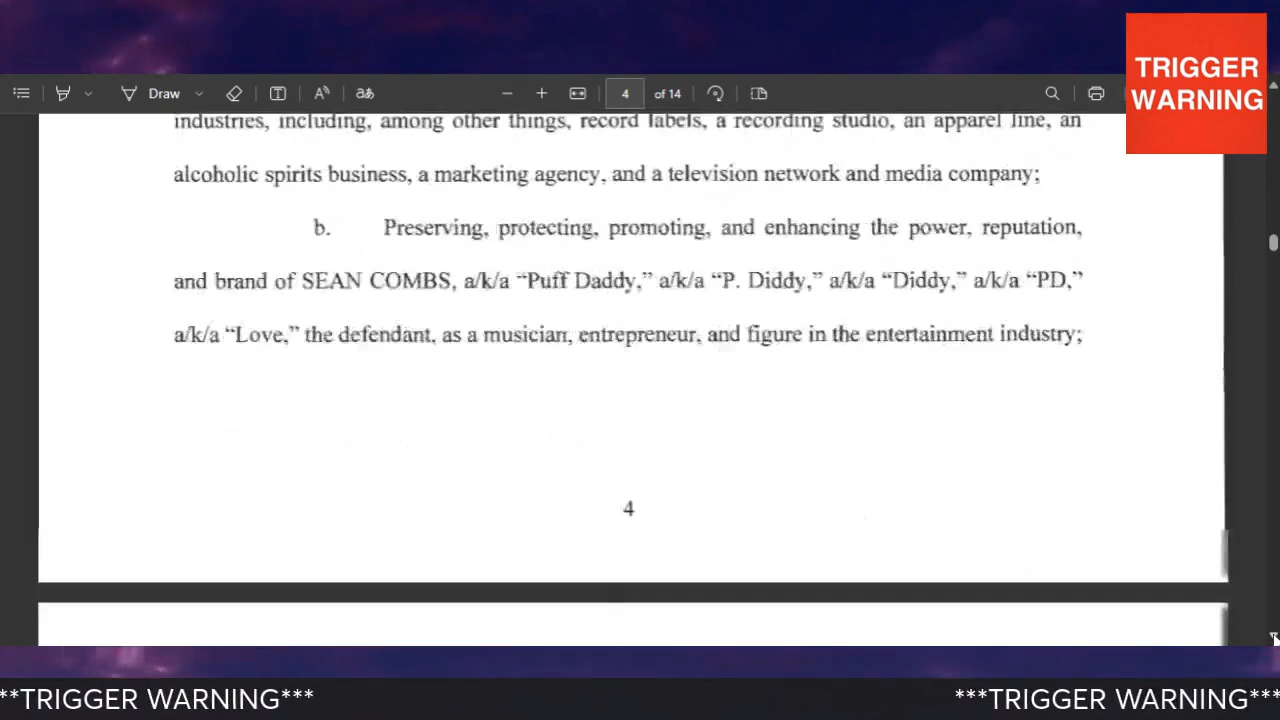 TRIGGER
WARNING
Draw
4 of 14
industries, including, among other things, record labels, a recording studio, an apparel line, an
alcoholic spirits business, a marketing agency, and a television network and media company;
b. Preserving, protecting, promoting, and enhancing the power, reputation,
and brand of SEAN COMBS, a/k/a “Puff Daddy,” a/k/a “P. Diddy,” a/k/a “Diddy,” a/k/a “PD,”
a/k/a “Love,” the defendant, as a musician, entrepreneur, and figure in the entertainment industry;
4
**TRIGGER WARNING***
***TRIGGER WARNING***